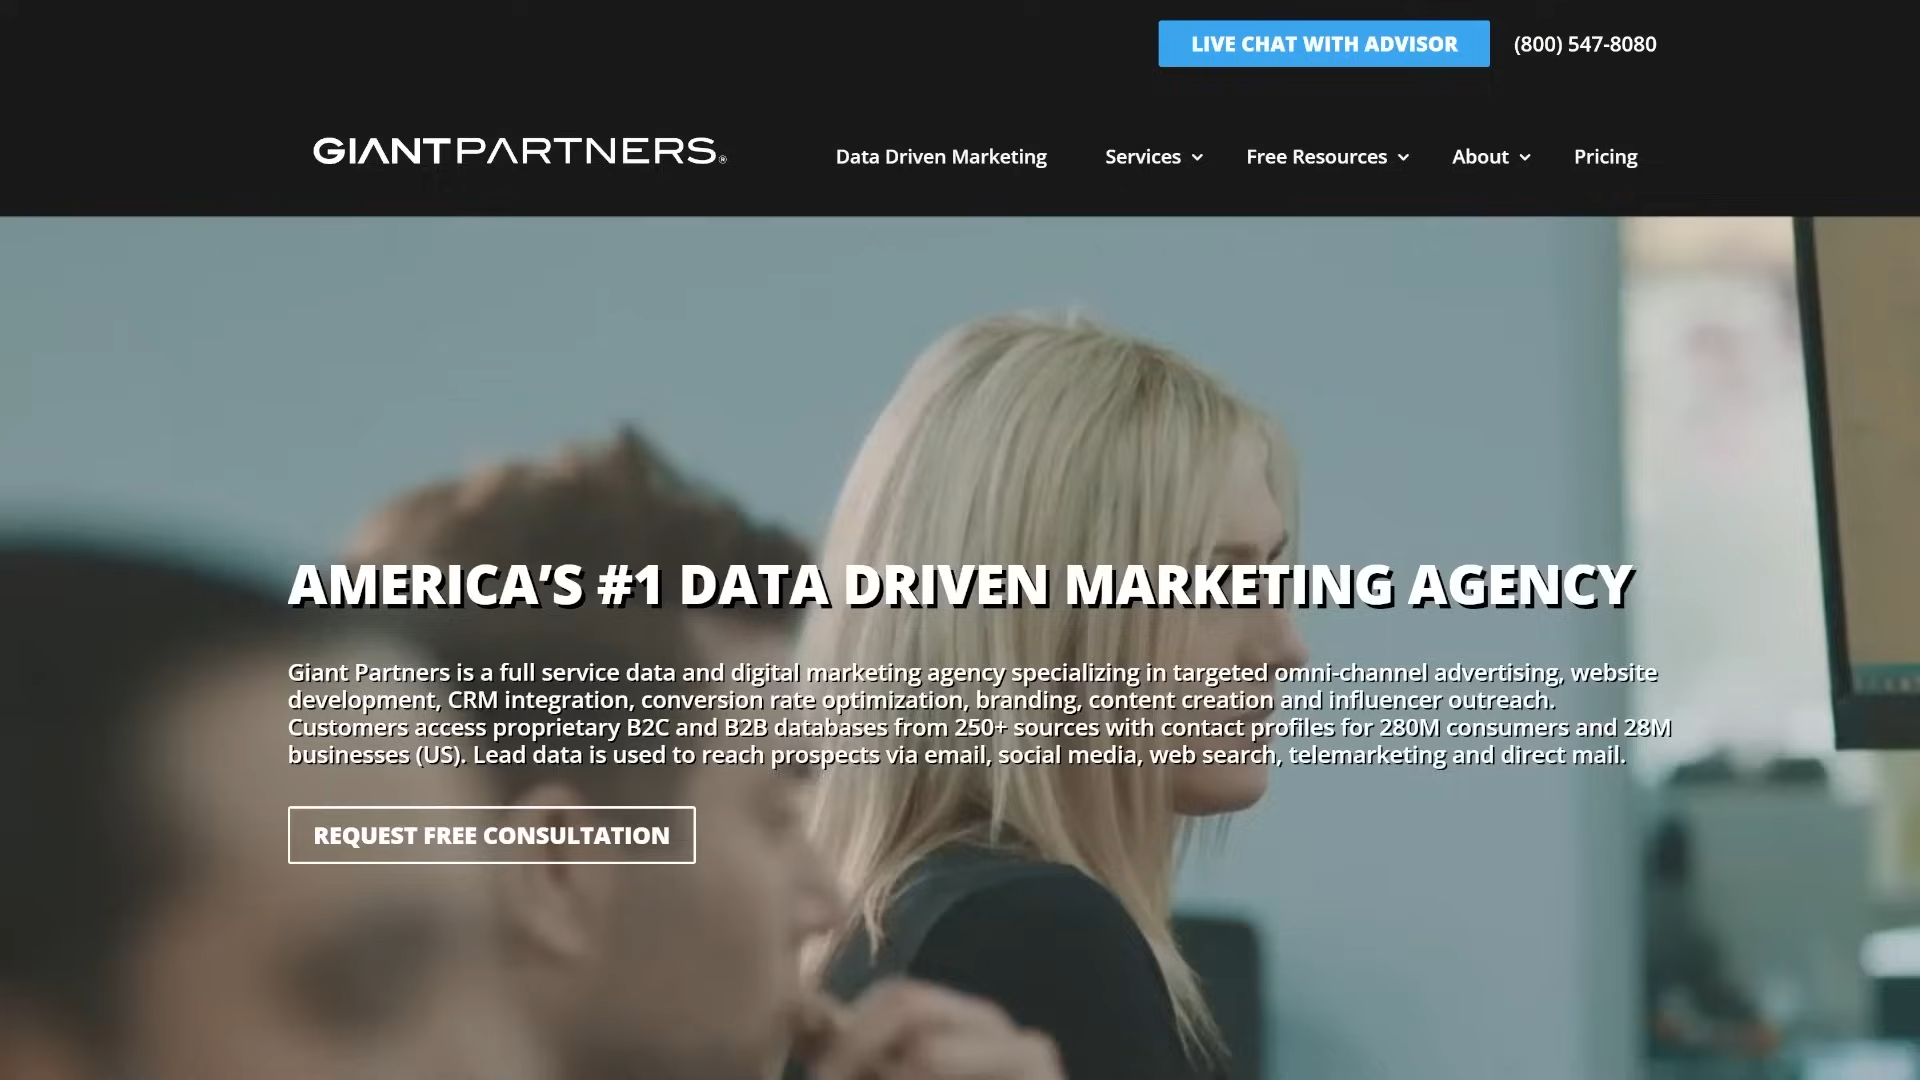 LIVE CHAT WITH ADVISOR
(800) 547-8080
GIANTPARTNERS®
Data Driven Marketing
Services
Free Resources
About
Pricing
AMERICA’S #1 DATA DRIVEN MARKETING AGENCY
Giant Partners is a full service data and digital marketing agency specializing in targeted omni-channel advertising, website
development, CRM integration, conversion rate optimization, branding, content creation and influencer outreach.
Customers access proprietary B2C and B2B databases from 250+ sources with contact profiles for 280M consumers and 28M
businesses (US). Lead data is used to reach prospects via email, social media, web search, telemarketing and direct mail.
REQUEST FREE CONSULTATION